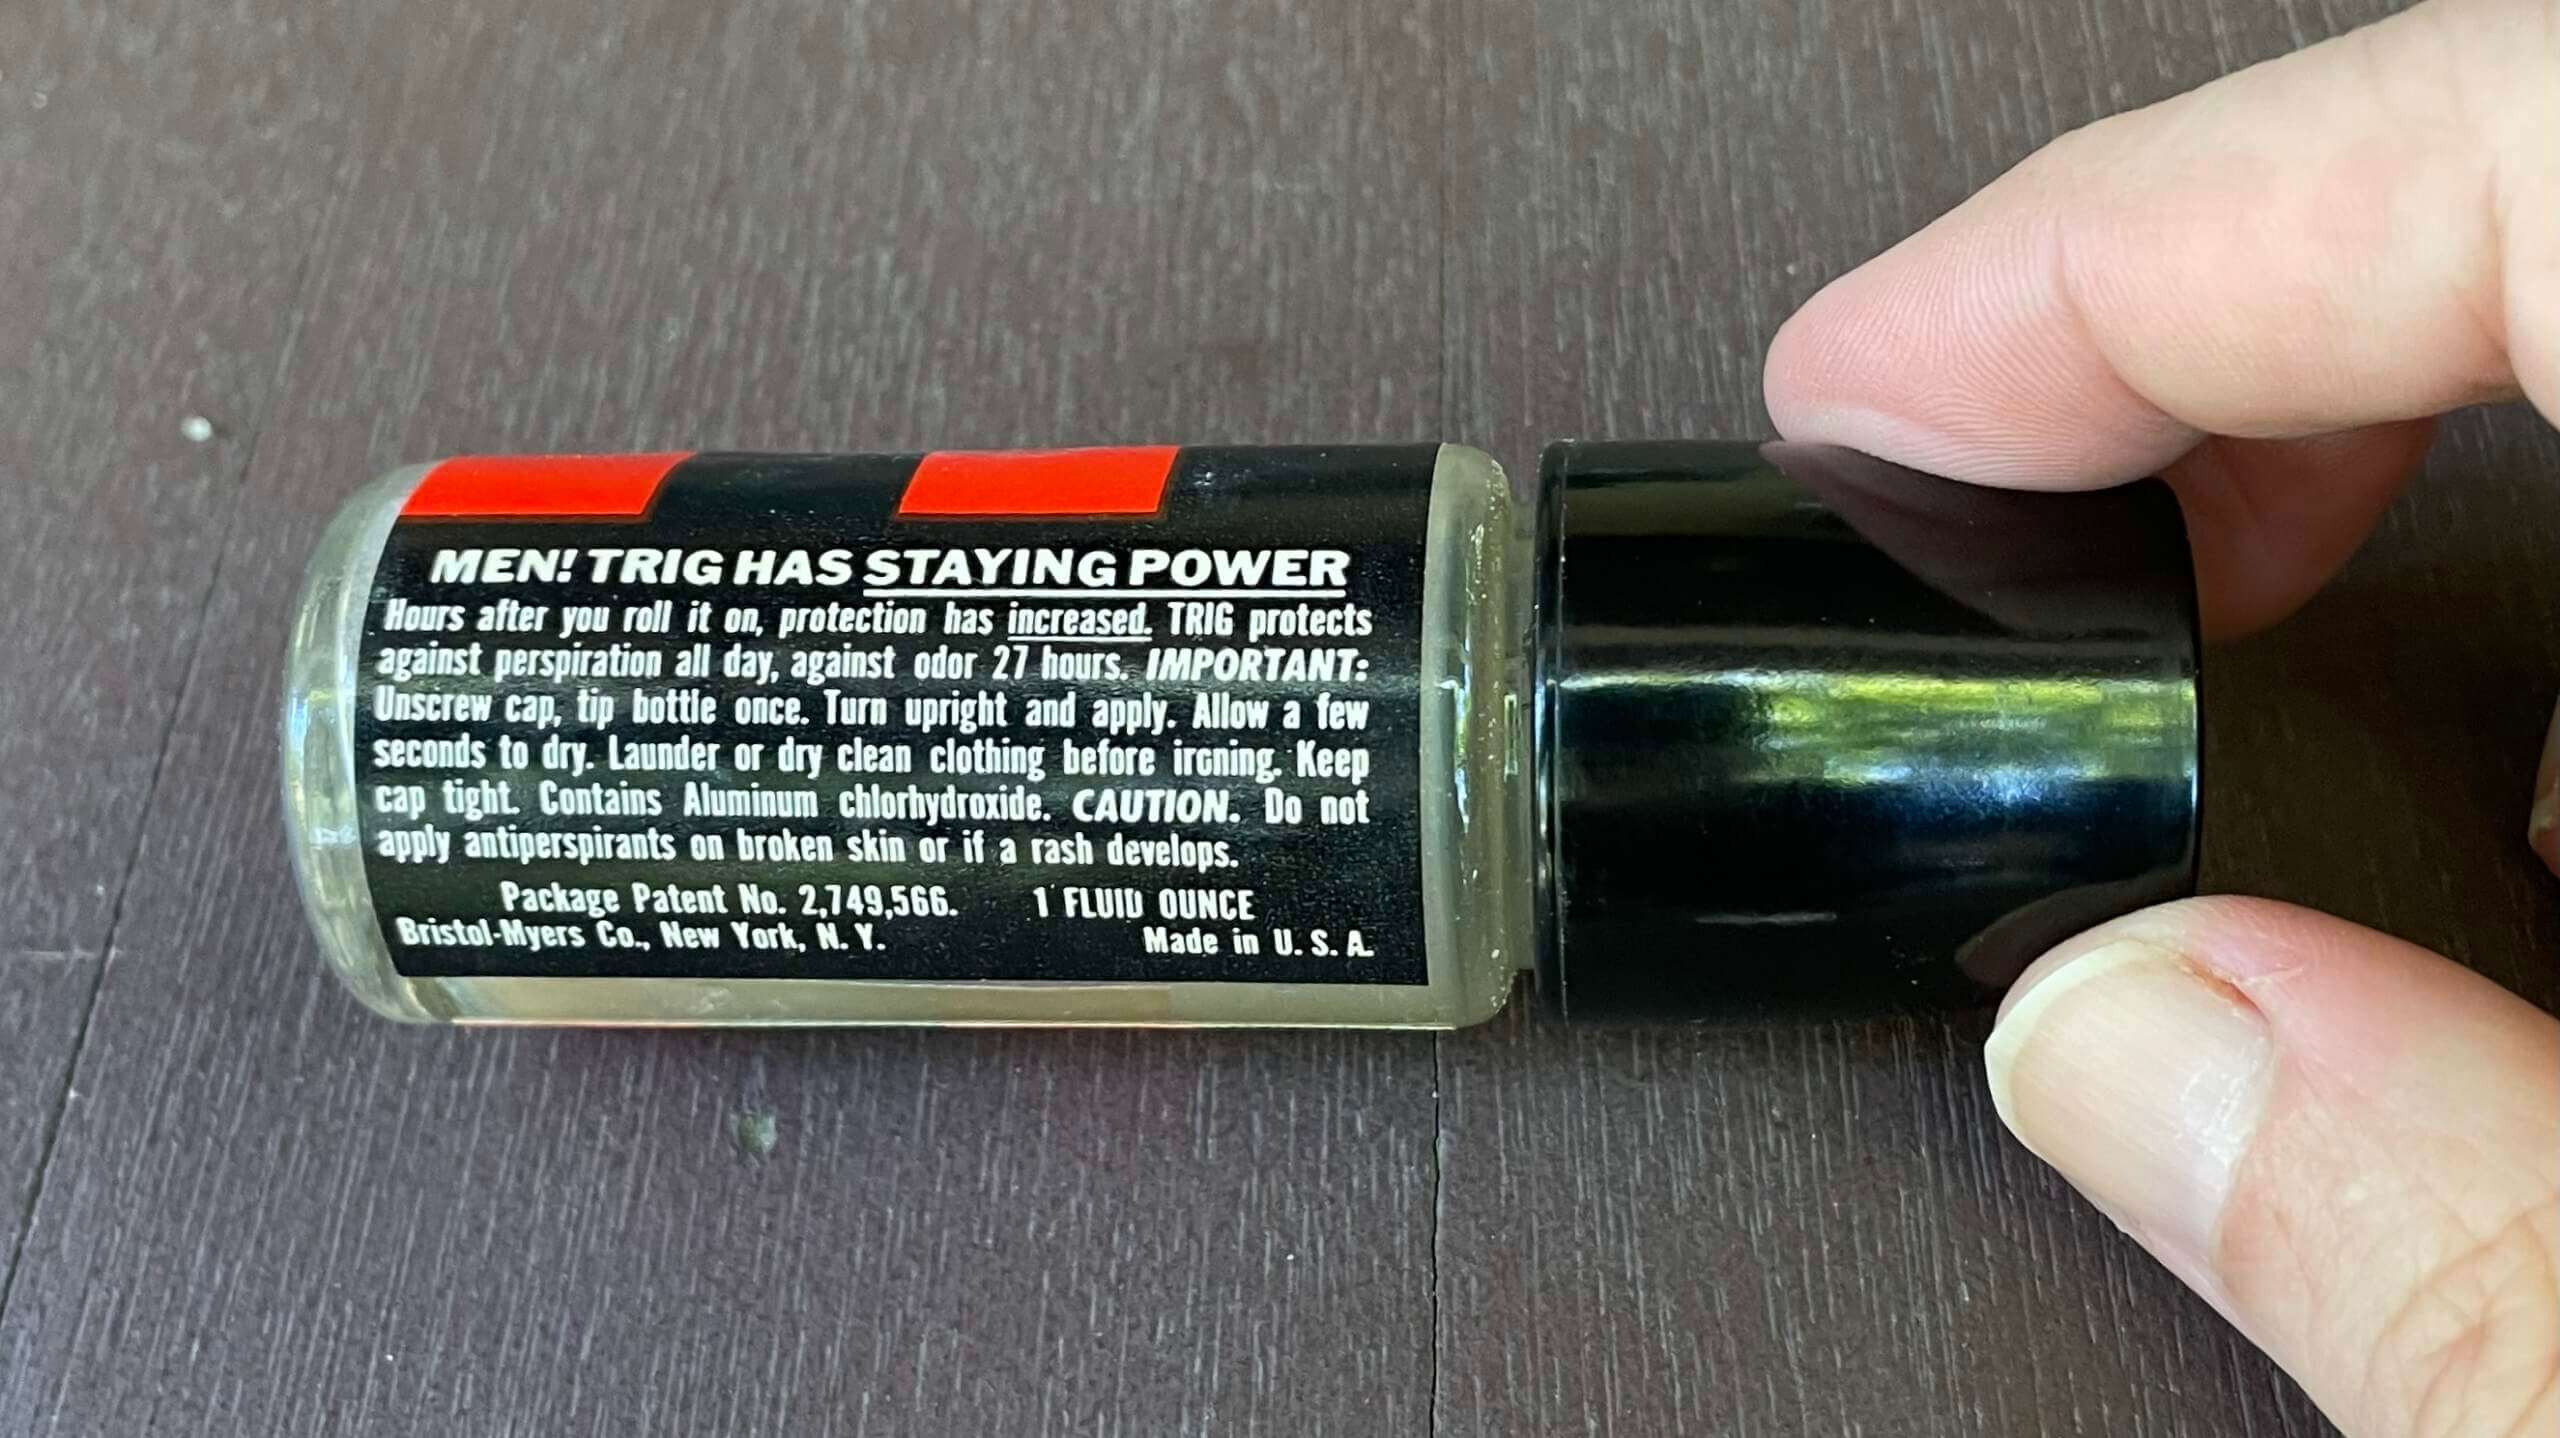 MEN! TRIG HAS STAYING POWER
Hours after you roll it on, protection has increased. TRIG protects
against perspiration all day, against odor 27 hours. IMPORTANT:
Unscrew cap, tip bottle once. Turn upright and apply. Allow a few
seconds to dry. Launder or dry clean clothing before ironing. Keep
cap tight. Contains Aluminum chlorhydroxide. CAUTION. Do not
apply antiperspirants on broken skin or if a rash develops.
Package Patent No. 2,749,566. 1 FLUID OUNCE
Bristol-Myers Co., New York, N. Y. Made in U. S. A.